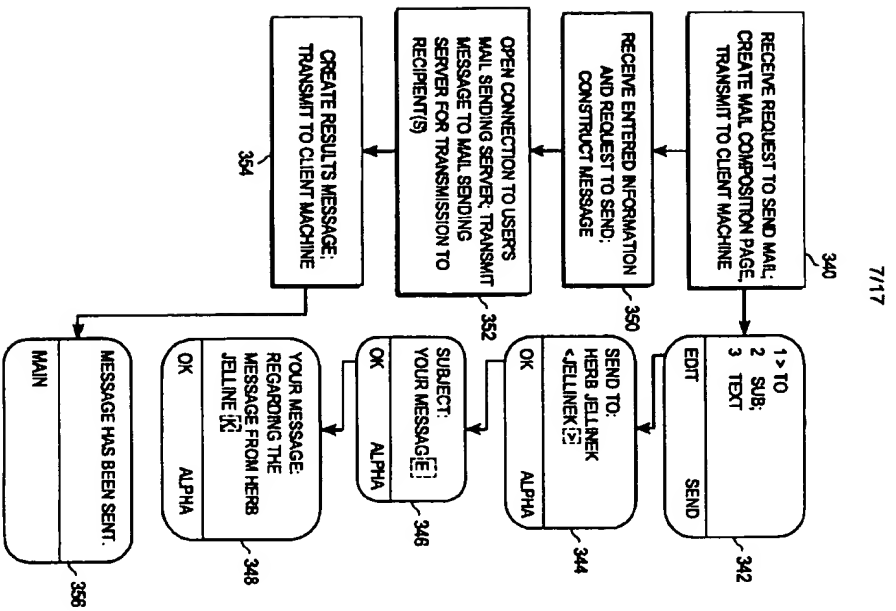 7/17
340
RECEIVE REQUEST TO SEND MAIL;
CREATE MAIL COMPOSITION PAGE,
TRANSMIT TO CLIENT MACHINE
350
RECEIVE ENTERED INFORMATION
AND REQUEST TO SEND;
CONSTRUCT MESSAGE
352
OPEN CONNECTION TO USER'S
MAIL SENDING SERVER; TRANSMIT
MESSAGE TO MAIL SENDING
SERVER FOR TRANSMISSION TO
RECIPIENT(S)
354
CREATE RESULTS MESSAGE;
TRANSMIT TO CLIENT MACHINE
1 > TO
2 SUB;
3 TEXT
EDIT SEND
342
SEND TO:
HERB JELLINEK
<JELLINEK >
OK ALPHA
344
SUBJECT:
YOUR MESSAGE
OK ALPHA
346
YOUR MESSAGE:
REGARDING THE
MESSAGE FROM HERB
JELLINE K
OK ALPHA
348
MESSAGE HAS BEEN SENT.
MAIN
356